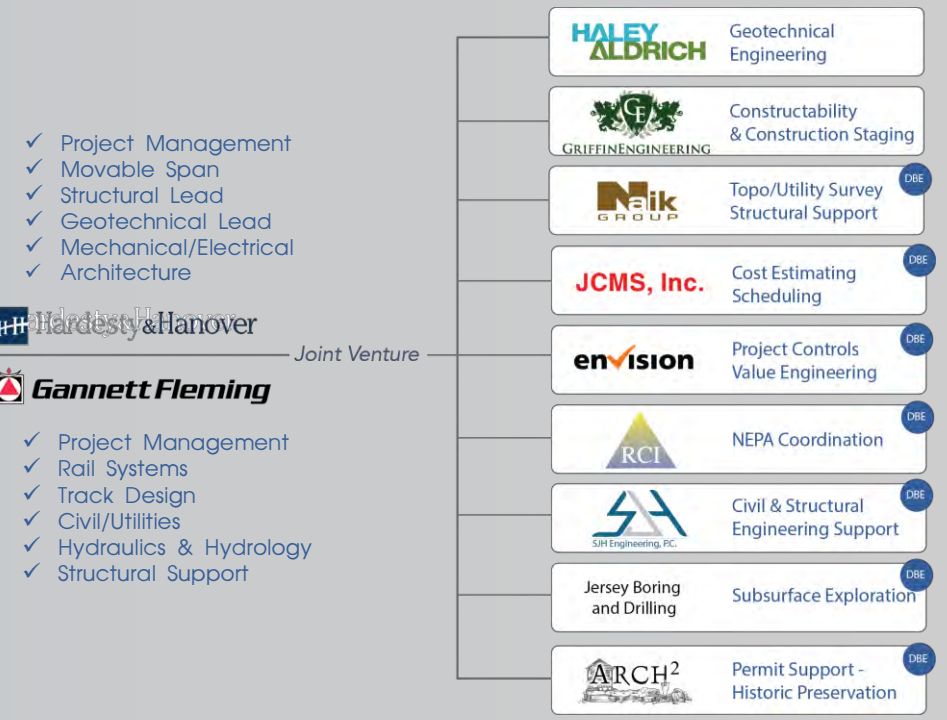 ✓ Project Management
✓ Movable Span
✓ Structural Lead
✓ Geotechnical Lead
✓ Mechanical/Electrical
✓ Architecture
Hardesty&Hanover
Joint Venture
Gannett Fleming
✓ Project Management
✓ Rail Systems
✓ Track Design
✓ Civil/Utilities
✓ Hydraulics & Hydrology
✓ Structural Support
HALEY
ALDRICH
Geotechnical
Engineering
GE
GRIFFINENGINEERING
Constructability
& Construction Staging
Naik
GROUP
Topo/Utility Survey
Structural Support
DBE
JCMS, Inc.
Cost Estimating
Scheduling
DBE
envision
Project Controls
Value Engineering
DBE
RCI
NEPA Coordination
DBE
SJH
SJH Engineering, P.C.
Civil & Structural
Engineering Support
DBE
Jersey Boring
and Drilling
Subsurface Exploration
DBE
ARCH²
Permit Support -
Historic Preservation
DBE